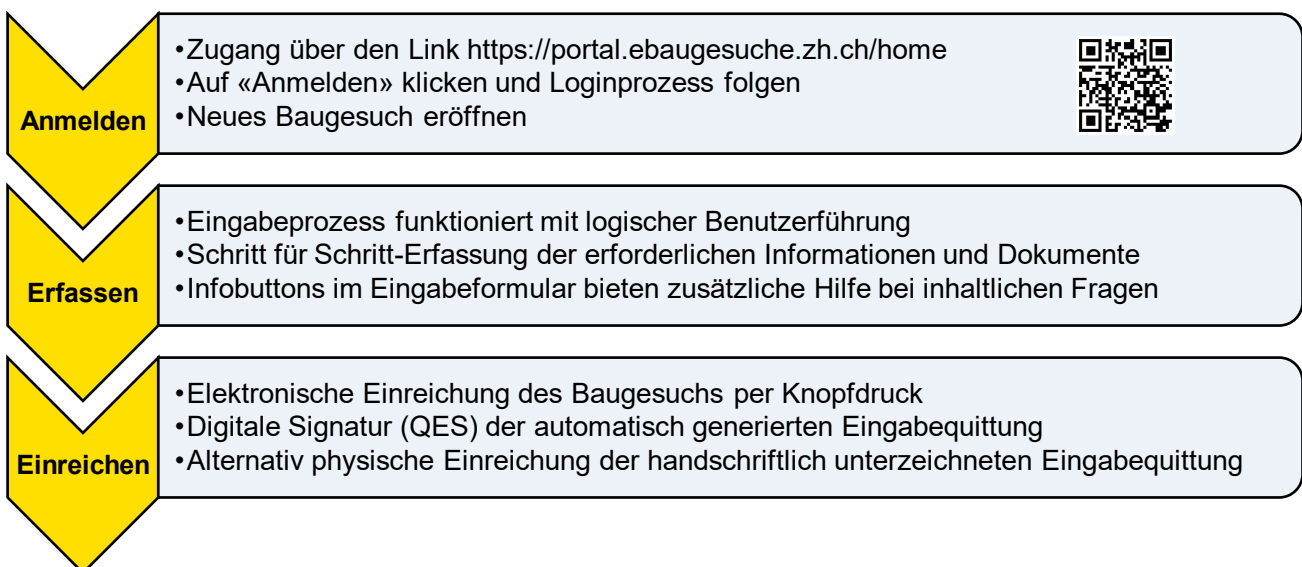 Anmelden
•Zugang über den Link https://portal.ebaugesuche.zh.ch/home
•Auf «Anmelden» klicken und Loginprozess folgen
•Neues Baugesuch eröffnen
Erfassen
•Eingabeprozess funktioniert mit logischer Benutzerführung
•Schritt für Schritt-Erfassung der erforderlichen Informationen und Dokumente
•Infobuttons im Eingabeformular bieten zusätzliche Hilfe bei inhaltlichen Fragen
Einreichen
•Elektronische Einreichung des Baugesuchs per Knopfdruck
•Digitale Signatur (QES) der automatisch generierten Eingabequittung
•Alternativ physische Einreichung der handschriftlich unterzeichneten Eingabequittung